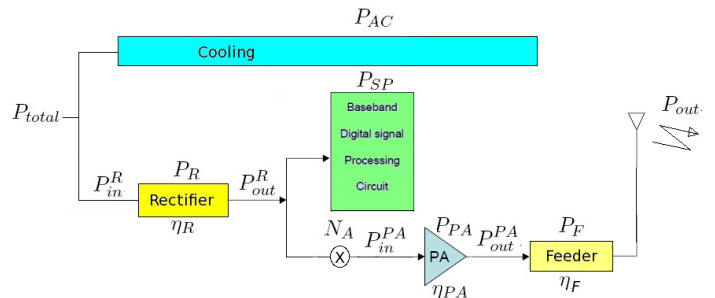 P_AC
Cooling
P_SP
P_total
Baseband
Digital signal
Processing
Circuit
P_out
P_in^R
P_R
P_out^R
Rectifier
η_R
N_A
X
P_in^PA
P_PA
PA
η_PA
P_out^PA
P_F
Feeder
η_F